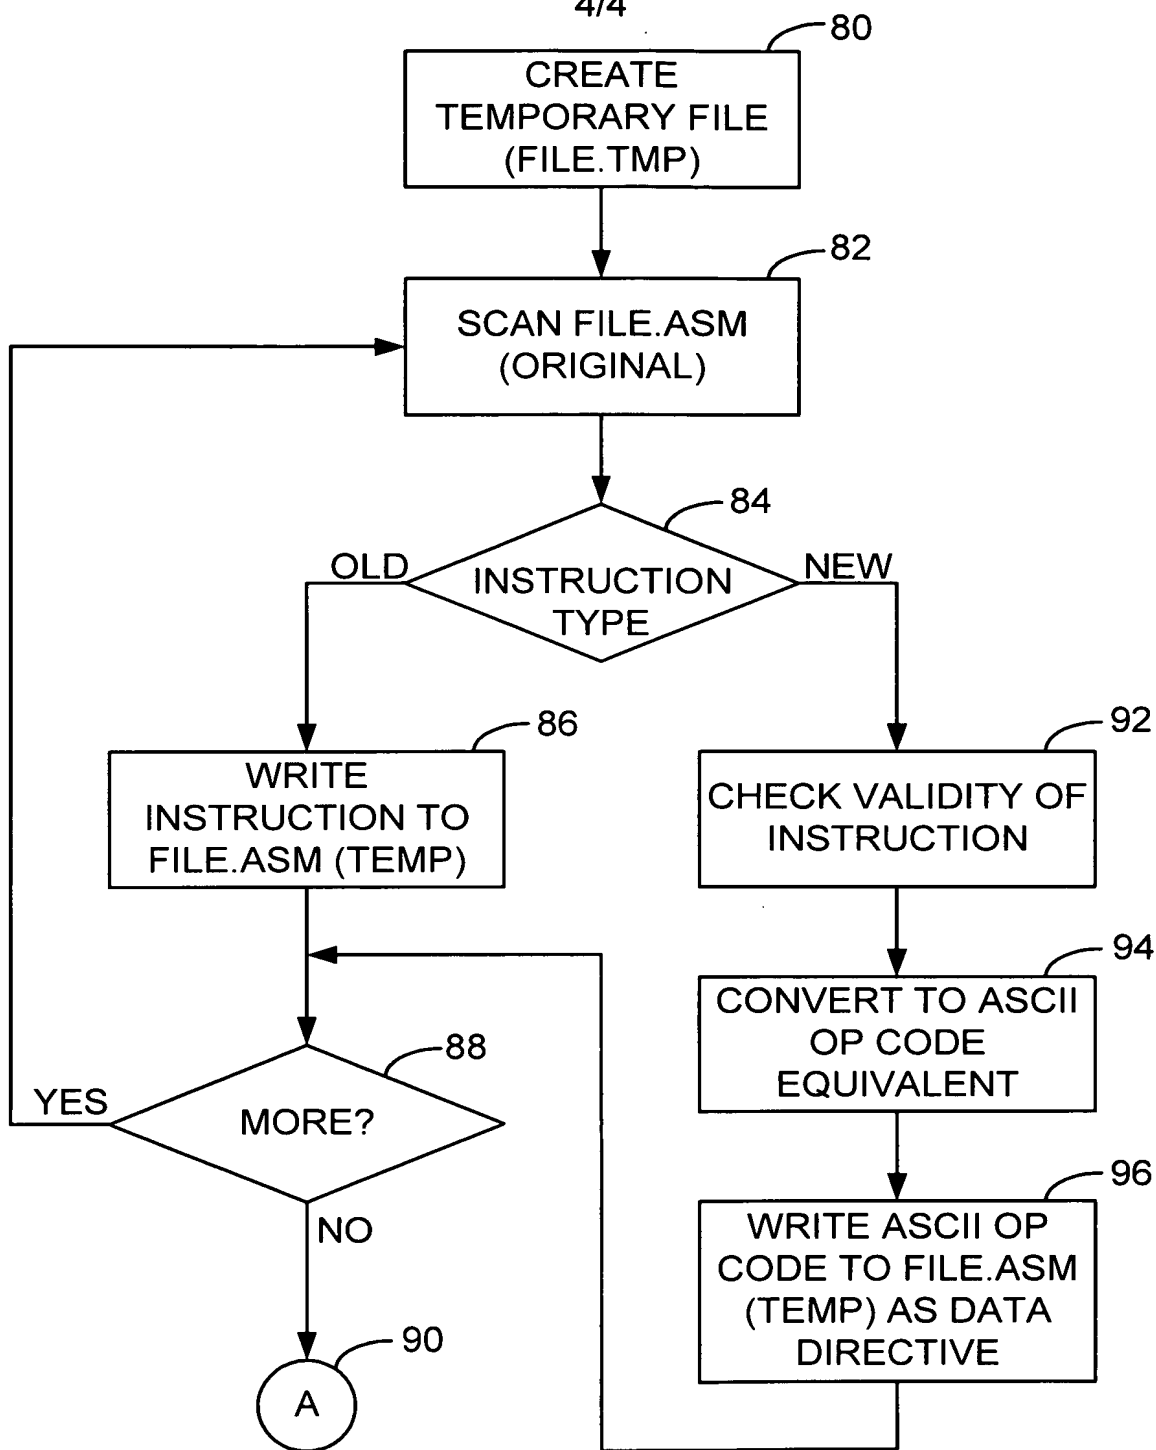 4/4
80
CREATE
TEMPORARY FILE
(FILE.TMP)
82
SCAN FILE.ASM
(ORIGINAL)
84
OLD
INSTRUCTION
TYPE
NEW
86
WRITE
INSTRUCTION TO
FILE.ASM (TEMP)
92
CHECK VALIDITY OF
INSTRUCTION
94
CONVERT TO ASCII
OP CODE
EQUIVALENT
88
YES
MORE?
NO
96
WRITE ASCII OP
CODE TO FILE.ASM
(TEMP) AS DATA
DIRECTIVE
90
A